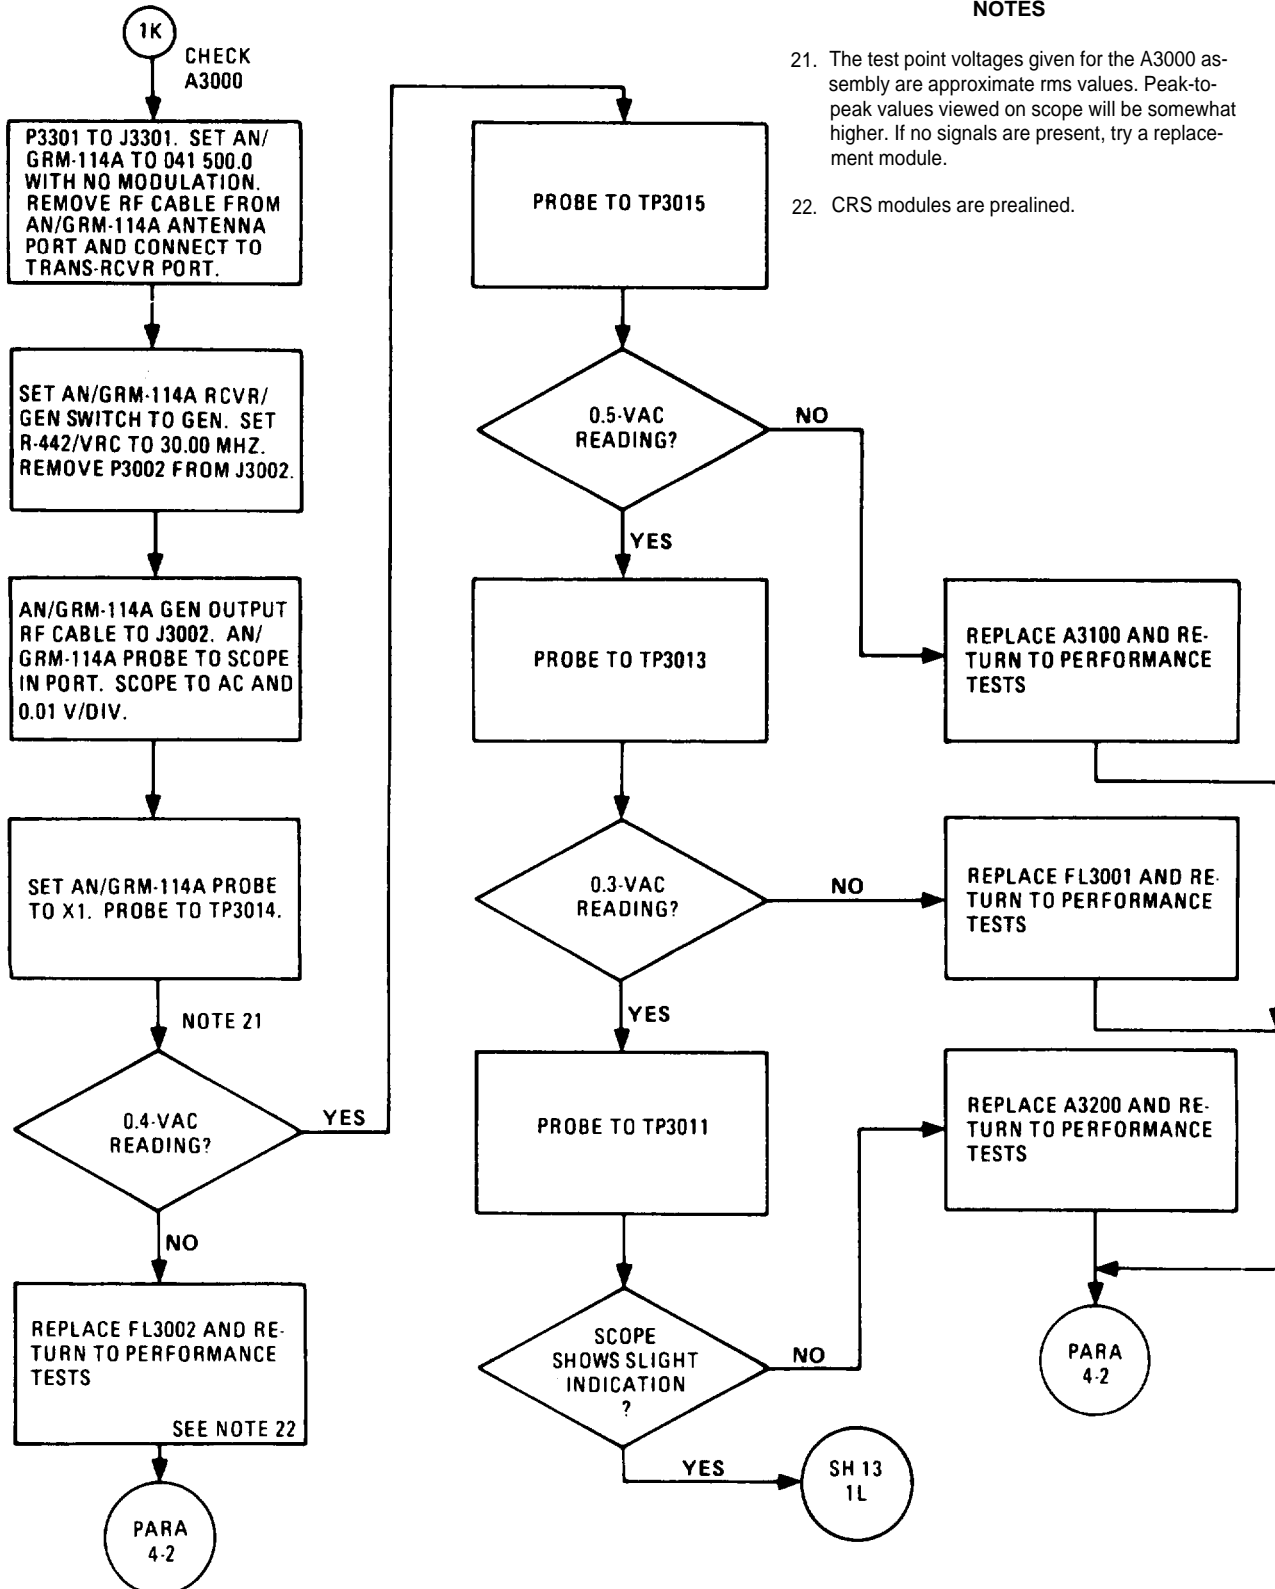 1K
CHECK
A3000
P3301 TO J3301. SET AN/
GRM-114A TO 041 500.0
WITH NO MODULATION.
REMOVE RF CABLE FROM
AN/GRM-114A ANTENNA
PORT AND CONNECT TO
TRANS-RCVR PORT.
SET AN/GRM-114A RCVR/
GEN SWITCH TO GEN. SET
R-442/VRC TO 30.00 MHZ.
REMOVE P3002 FROM J3002.
AN/GRM-114A GEN OUTPUT
RF CABLE TO J3002. AN/
GRM-114A PROBE TO SCOPE
IN PORT. SCOPE TO AC AND
0.01 V/DIV.
SET AN/GRM-114A PROBE
TO X1. PROBE TO TP3014.
NOTE 21
0.4-VAC
READING?
YES
NO
REPLACE FL3002 AND RE-
TURN TO PERFORMANCE
TESTS
SEE NOTE 22
PARA
4-2
PROBE TO TP3015
0.5-VAC
READING?
NO
YES
PROBE TO TP3013
0.3-VAC
READING?
NO
YES
PROBE TO TP3011
SCOPE
SHOWS SLIGHT
INDICATION
?
NO
YES
SH 13
1L
NOTES
21. The test point voltages given for the A3000 as-
sembly are approximate rms values. Peak-to-
peak values viewed on scope will be somewhat
higher. If no signals are present, try a replace-
ment module.
22. CRS modules are prealined.
REPLACE A3100 AND RE-
TURN TO PERFORMANCE
TESTS
REPLACE FL3001 AND RE-
TURN TO PERFORMANCE
TESTS
REPLACE A3200 AND RE-
TURN TO PERFORMANCE
TESTS
PARA
4-2